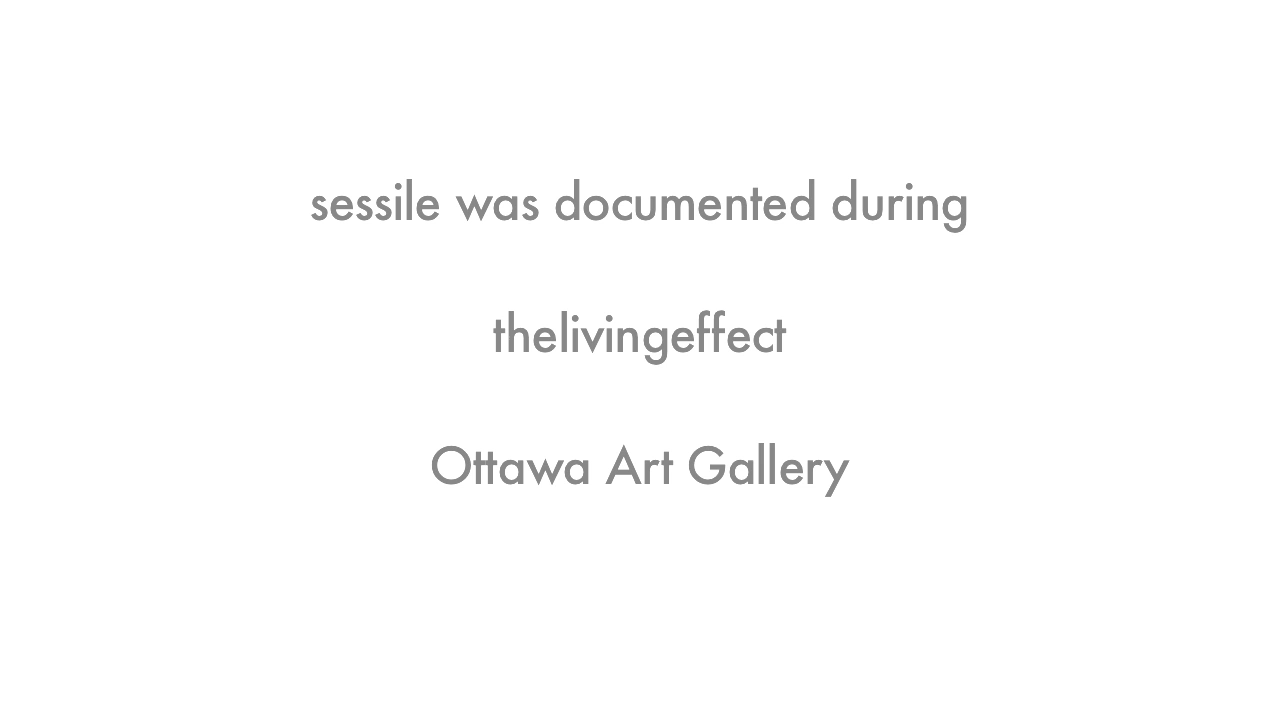 sessile was documented during
thelivingeffect
Ottawa Art Gallery